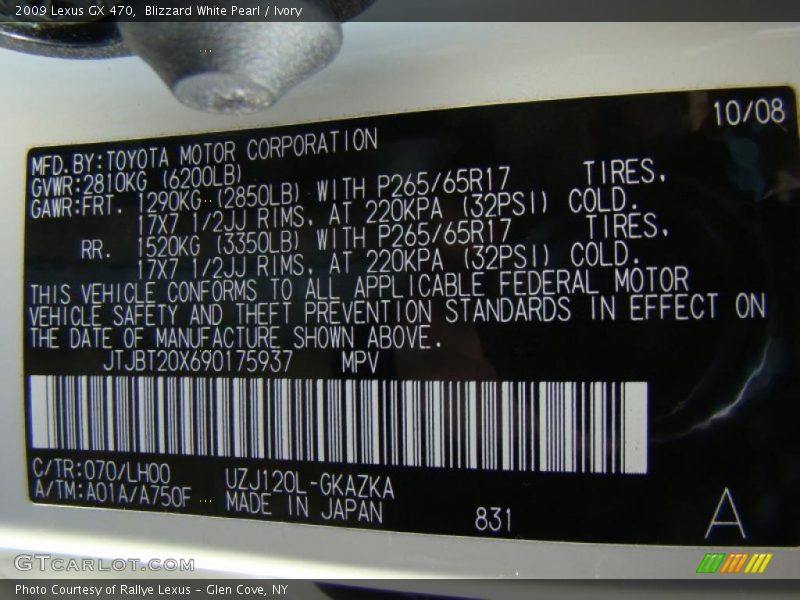 2009 Lexus GX 470, Blizzard White Pearl / Ivory
10/08
MFD.BY:TOYOTA MOTOR CORPORATION
GVWR:2810KG (6200LB)
GAWR:FRT. 1290KG (2850LB) WITH P265/65R17 TIRES,
17X7 1/2JJ RIMS, AT 220KPA (32PSI) COLD.
RR. 1520KG (3350LB) WITH P265/65R17 TIRES,
17X7 1/2JJ RIMS, AT 220KPA (32PSI) COLD.
THIS VEHICLE CONFORMS TO ALL APPLICABLE FEDERAL MOTOR
VEHICLE SAFETY AND THEFT PREVENTION STANDARDS IN EFFECT ON
THE DATE OF MANUFACTURE SHOWN ABOVE.
JTJBT20X690175937 MPV
C/TR:070/LH00 UZJ120L-GKAZKA
A/TM:A01A/A750F ... MADE IN JAPAN 831 A
GTCARLOT.COM
Photo Courtesy of Rallye Lexus - Glen Cove, NY